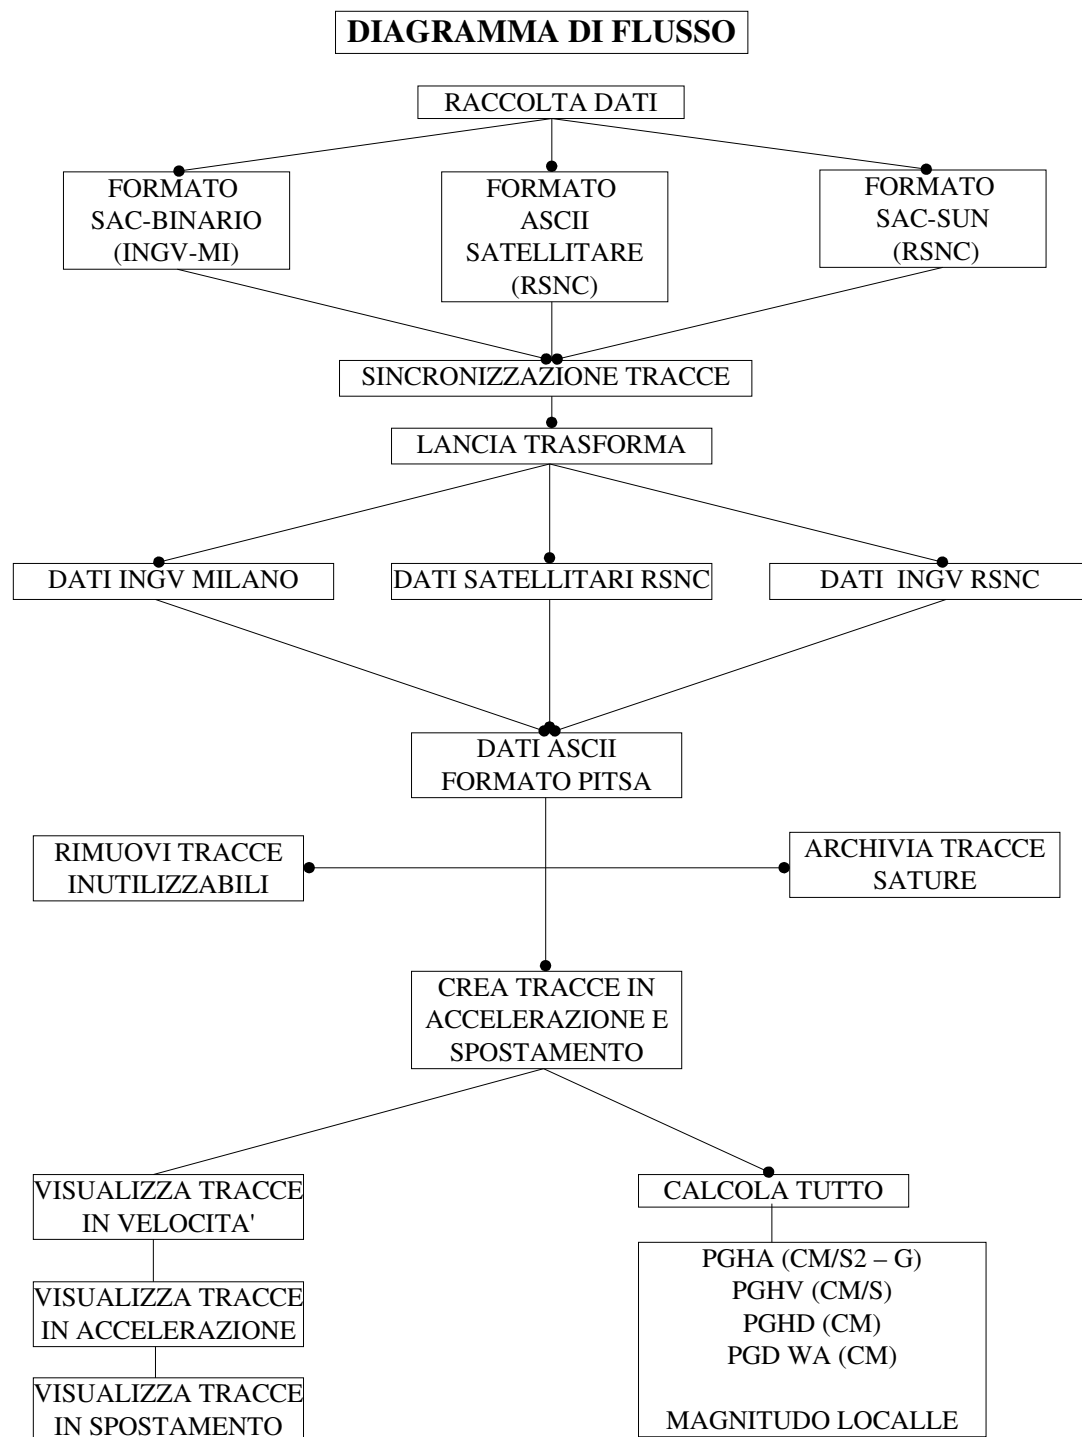 DIAGRAMMA DI FLUSSO
RACCOLTA DATI
FORMATO
SAC-BINARIO
(INGV-MI)
FORMATO
ASCII
SATELLITARE
(RSNC)
FORMATO
SAC-SUN
(RSNC)
SINCRONIZZAZIONE TRACCE
LANCIA TRASFORMA
DATI INGV MILANO
DATI SATELLITARI RSNC
DATI INGV RSNC
DATI ASCII
FORMATO PITSA
RIMUOVI TRACCE
INUTILIZZABILI
ARCHIVIA TRACCE
SATURE
CREA TRACCE IN
ACCELERAZIONE E
SPOSTAMENTO
VISUALIZZA TRACCE
IN VELOCITA'
VISUALIZZA TRACCE
IN ACCELERAZIONE
VISUALIZZA TRACCE
IN SPOSTAMENTO
CALCOLA TUTTO
PGHA (CM/S2 – G)
PGHV (CM/S)
PGHD (CM)
PGD WA (CM)
MAGNITUDO LOCALLE